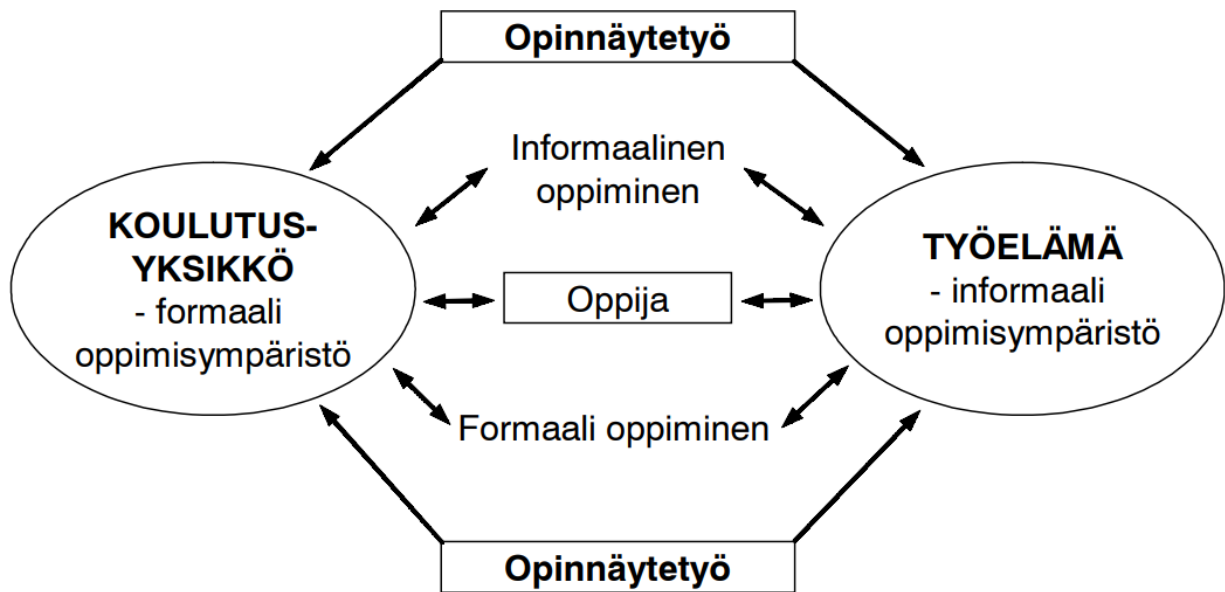 Opinnäytetyö
Informaalinen
oppiminen
KOULUTUS-
YKSIKKÖ
- formaali
oppimisympäristö
Oppija
TYÖELÄMÄ
- informaali
oppimisympäristö
Formaali oppiminen
Opinnäytetyö